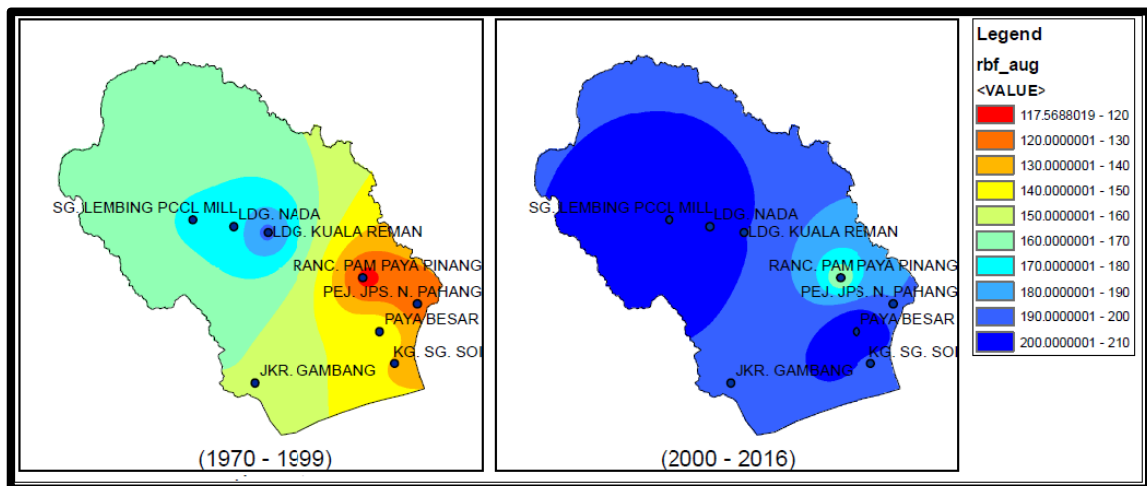 SG. LEMBING PCCL MILL
LDG. NADA
LDG. KUALA REMAN
RANC. PAM PAYA PINANG
PEJ. JPS. N. PAHANG
PAYA BESAR
KG. SG. SOI
JKR. GAMBANG
(1970 - 1999)
SG. LEMBING PCCL MILL
LDG. NADA
LDG. KUALA REMAN
RANC. PAM PAYA PINANG
PEJ. JPS. N. PAHANG
PAYA BESAR
KG. SG. SOI
JKR. GAMBANG
(2000 - 2016)
Legend
rbf_aug
<VALUE>
117.5688019 - 120
120.0000001 - 130
130.0000001 - 140
140.0000001 - 150
150.0000001 - 160
160.0000001 - 170
170.0000001 - 180
180.0000001 - 190
190.0000001 - 200
200.0000001 - 210